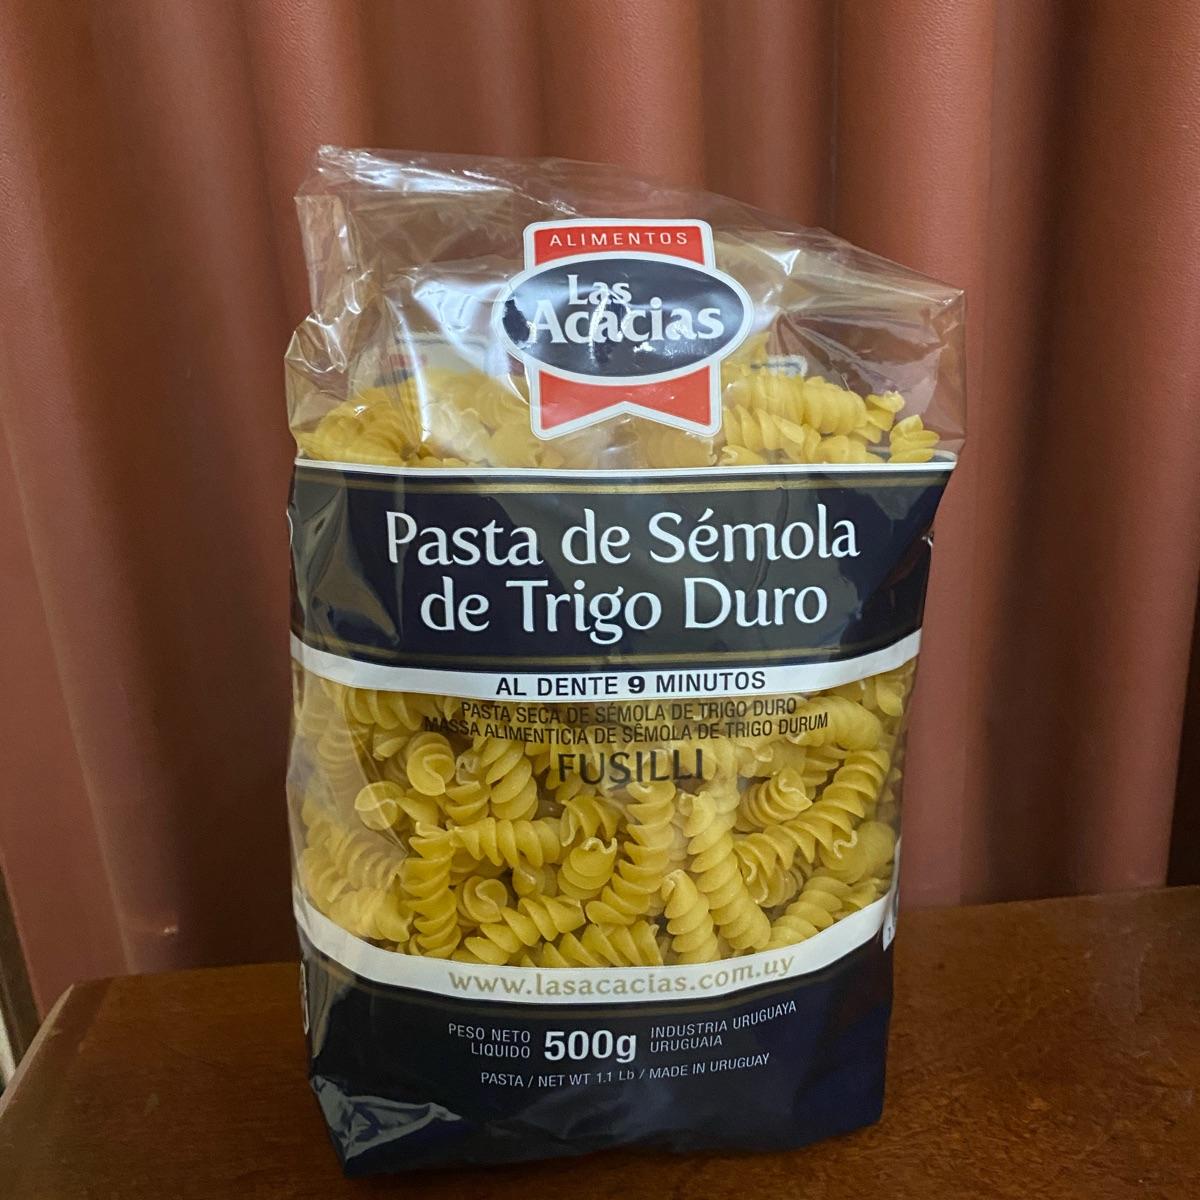 ALIMENTOS
Las
Acacias
Pasta de Sémola
de Trigo Duro
AL DENTE 9 MINUTOS
PASTA SECA DE SÉMOLA DE TRIGO DURO
MASSA ALIMENTICIA DE SÊMOLA DE TRIGO DURUM
FUSILLI
www.lasacacias.com.uy
PESO NETO
LIQUIDO
500g
INDUSTRIA URUGUAYA
URUGUAIA
PASTA / NET WT 1.1 Lb / MADE IN URUGUAY